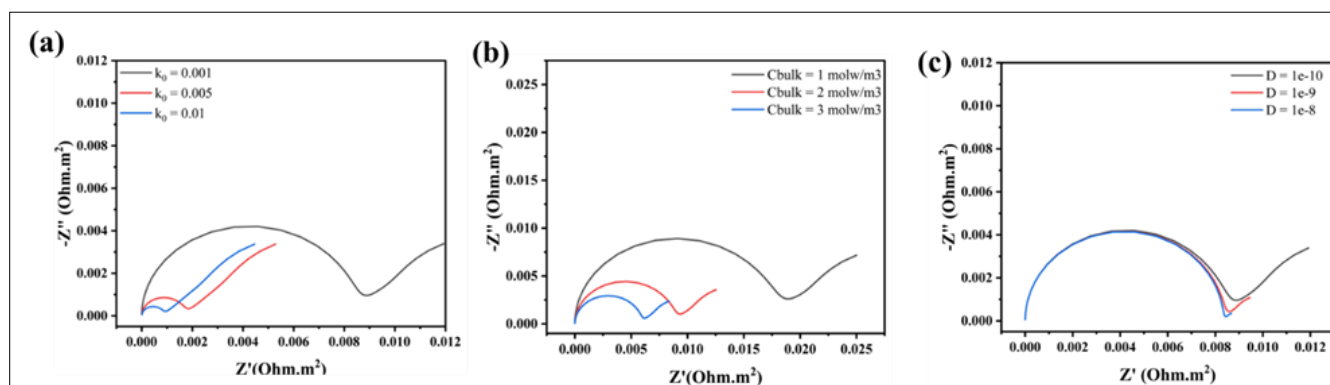 (a)
k₀ = 0.001
k₀ = 0.005
k₀ = 0.01
0.012
0.010
0.008
0.006
0.004
0.002
0.000
-Z" (Ohm.m²)
0.000 0.002 0.004 0.006 0.008 0.010 0.012
Z'(Ohm.m²)
(b)
Cbulk = 1 molw/m3
Cbulk = 2 molw/m3
Cbulk = 3 molw/m3
0.025
0.020
0.015
0.010
0.005
0.000
-Z" (Ohm.m²)
0.000 0.005 0.010 0.015 0.020 0.025
Z'(Ohm.m²)
(c)
D = 1e-10
D = 1e-9
D = 1e-8
0.012
0.010
0.008
0.006
0.004
0.002
0.000
-Z" (Ohm.m²)
0.000 0.002 0.004 0.006 0.008 0.010 0.012
Z' (Ohm.m²)